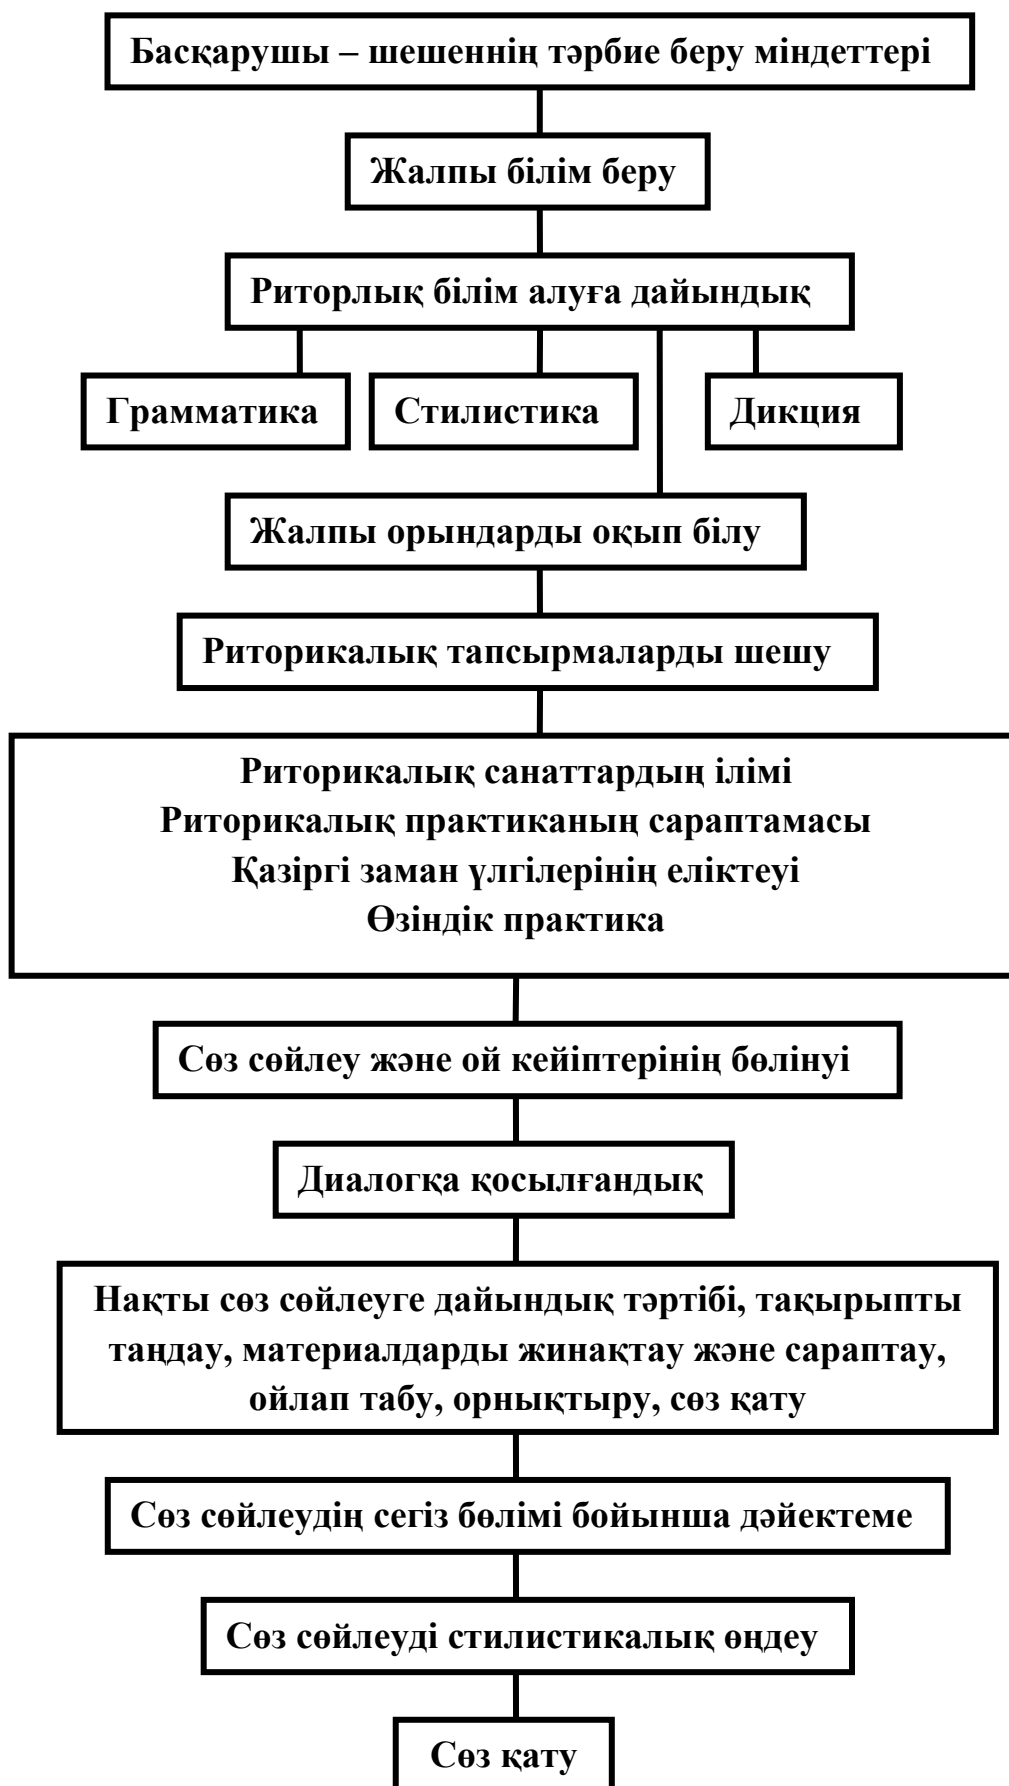 Басқарушы – шешеннің тәрбие беру міндеттері
Жалпы білім беру
Риторлық білім алуға дайындық
Грамматика
Стилистика
Дикция
Жалпы орындарды оқып білу
Риторикалық тапсырмаларды шешу
Риторикалық санаттардың ілімі
Риторикалық практиканың сараптамасы
Қазіргі заман үлгілерінің еліктеуі
Өзіндік практика
Сөз сөйлеу және ой кейіптерінің бөлінуі
Диалогқа қосылғандық
Нақты сөз сөйлеуге дайындық тәртібі, тақырыпты
таңдау, материалдарды жинақтау және сараптау,
ойлап табу, орнықтыру, сөз қату
Сөз сөйлеудің сегіз бөлімі бойынша дәйектеме
Сөз сөйлеуді стилистикалық өңдеу
Сөз қату